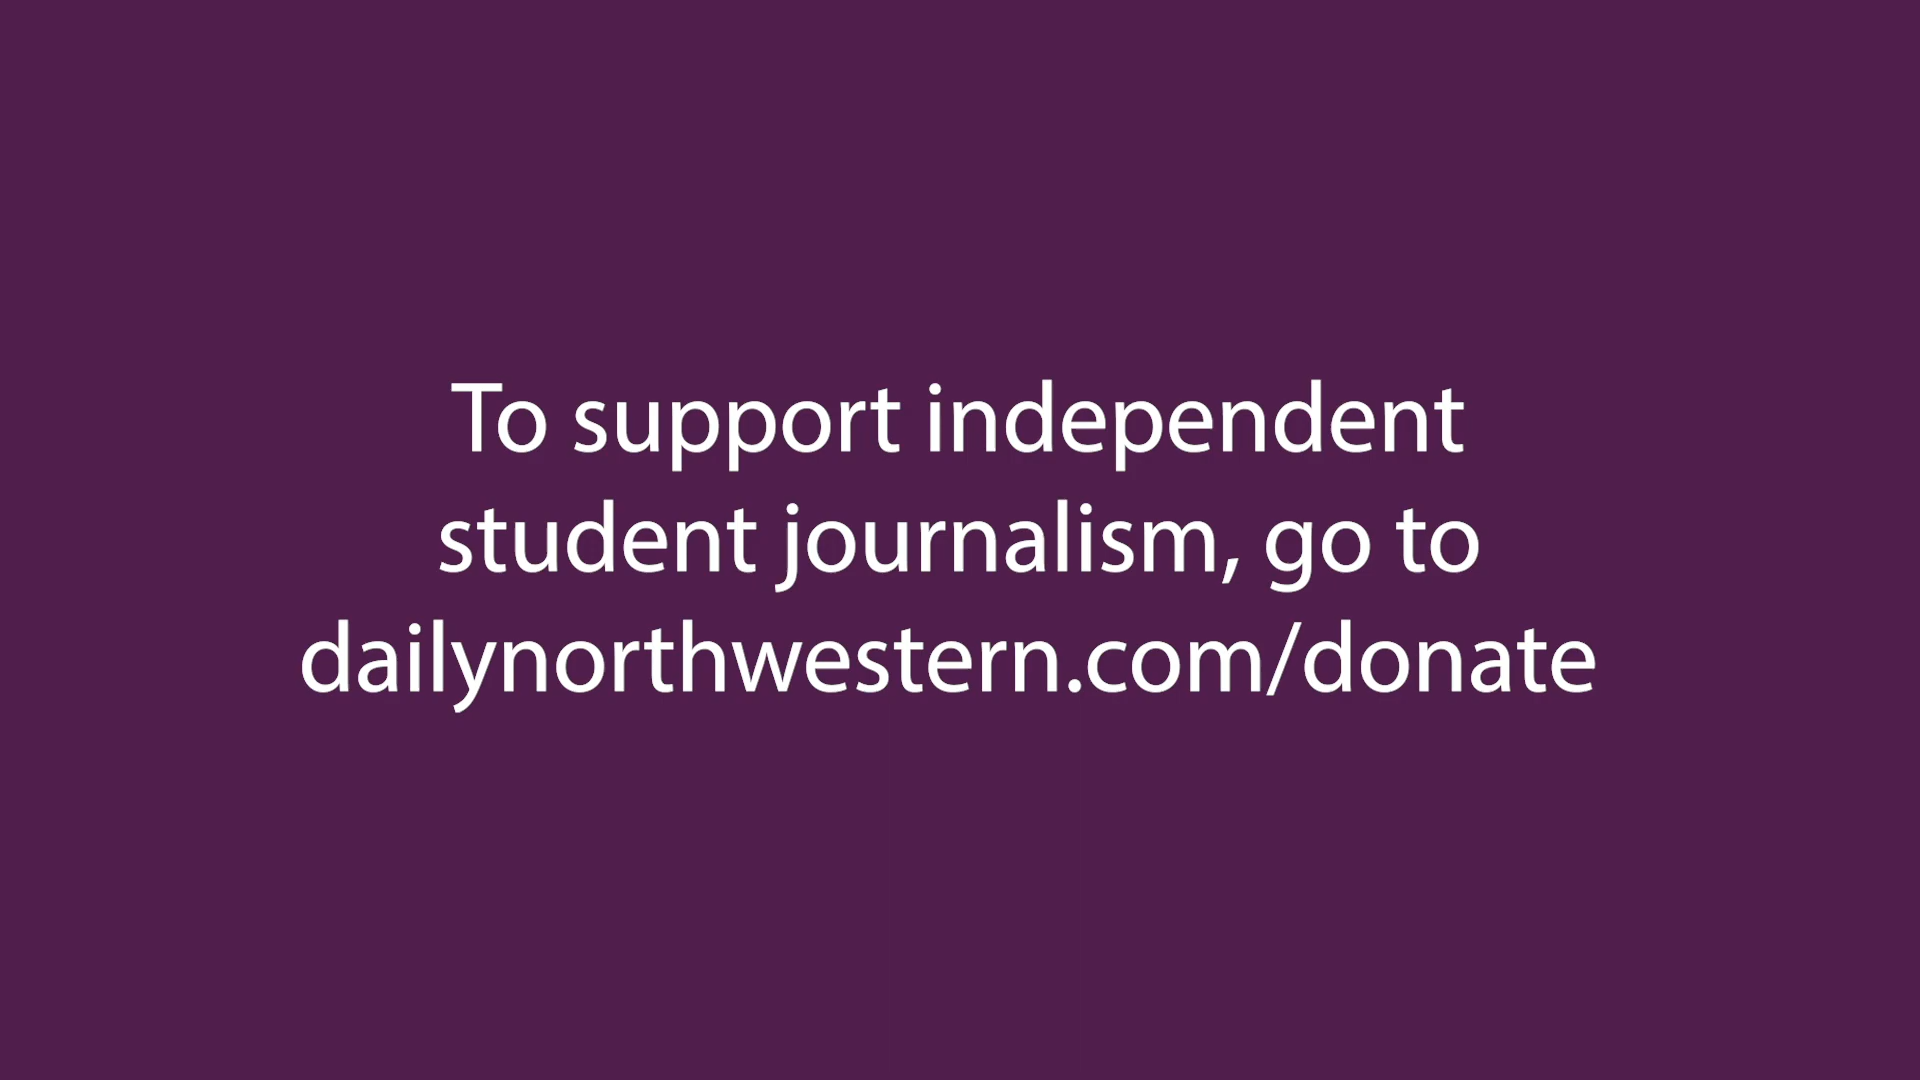 To support independent
student journalism, go to
dailynorthwestern.com/donate